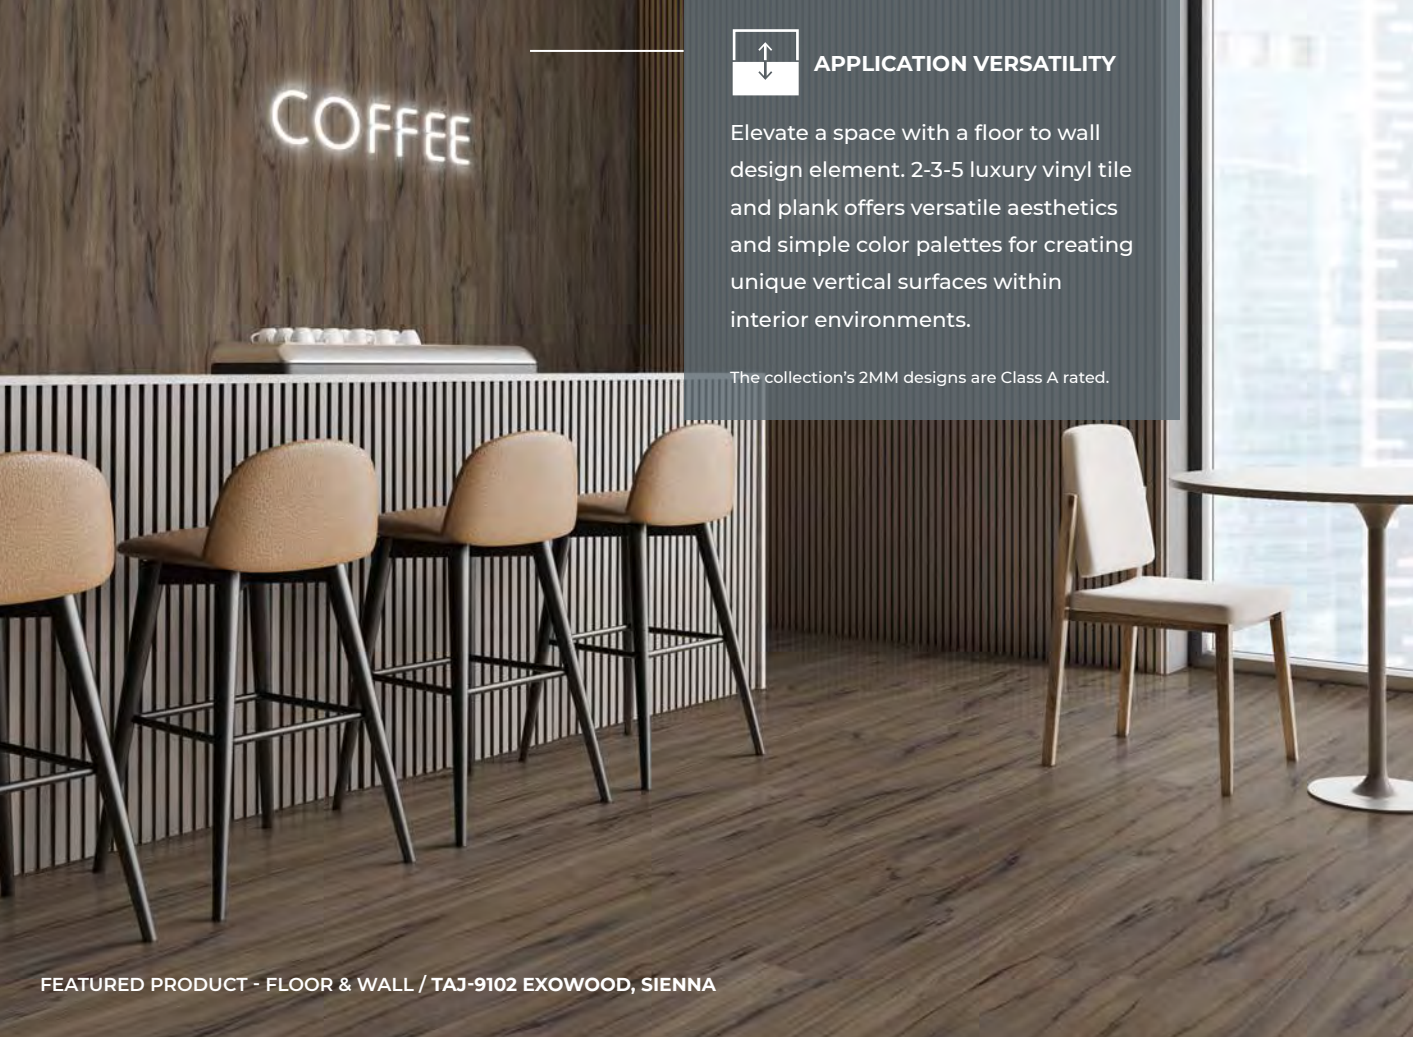 COFFEE
APPLICATION VERSATILITY
Elevate a space with a floor to wall
design element. 2-3-5 luxury vinyl tile
and plank offers versatile aesthetics
and simple color palettes for creating
unique vertical surfaces within
interior environments.
The collection’s 2MM designs are Class A rated.
FEATURED PRODUCT - FLOOR & WALL / TAJ-9102 EXOWOOD, SIENNA